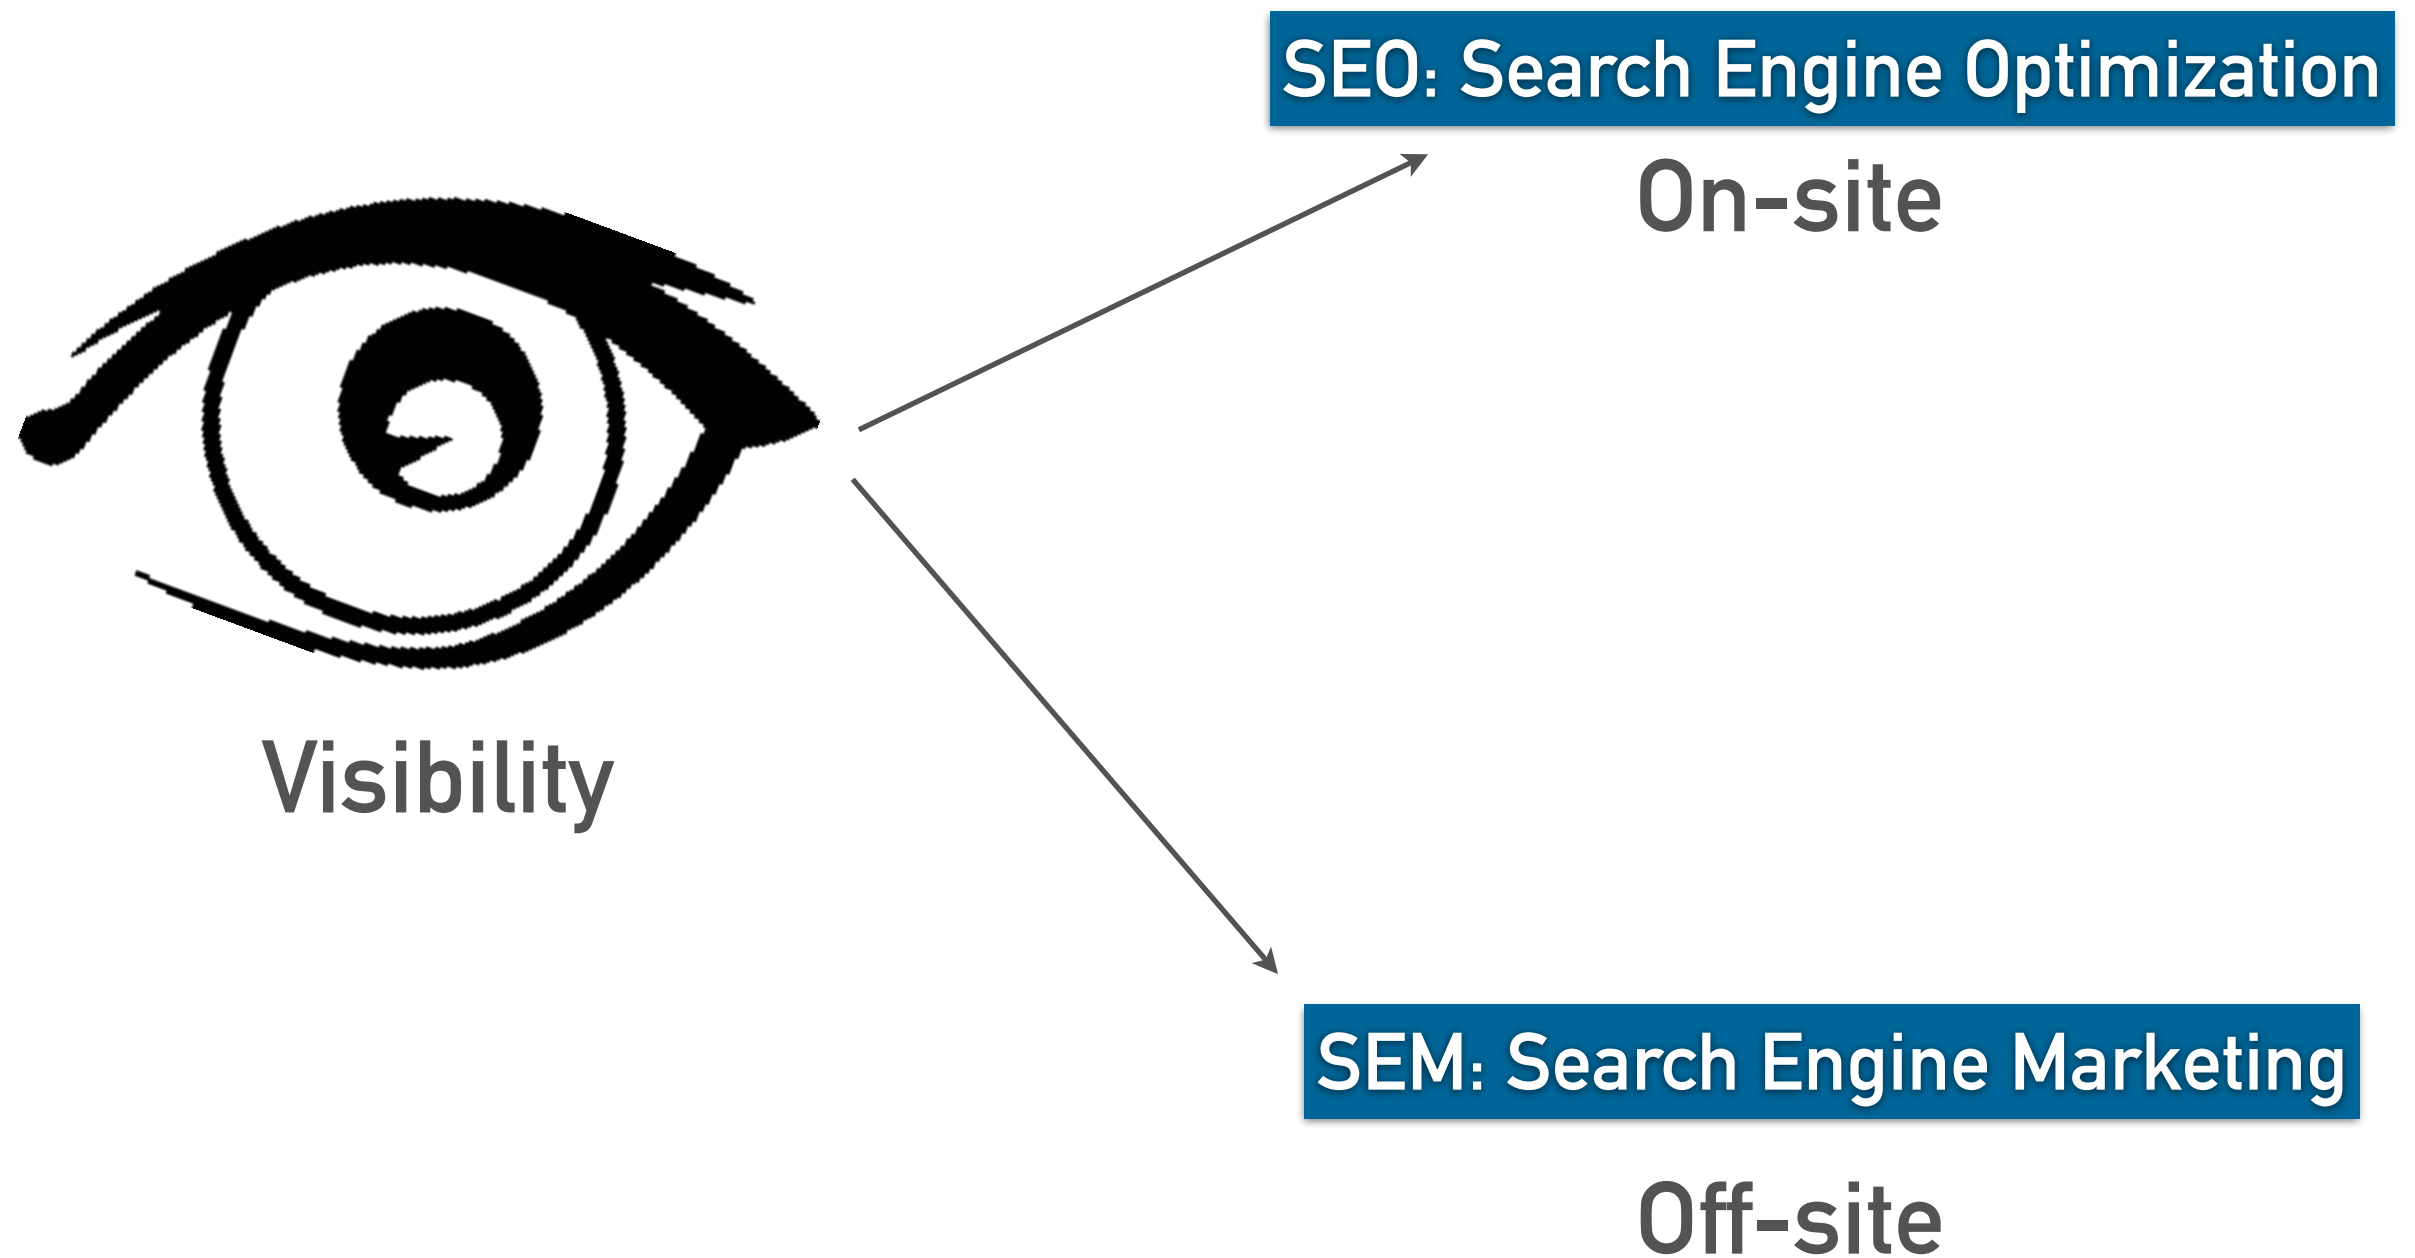 SEO: Search Engine Optimization
On-site
Visibility
SEM: Search Engine Marketing
Off-site